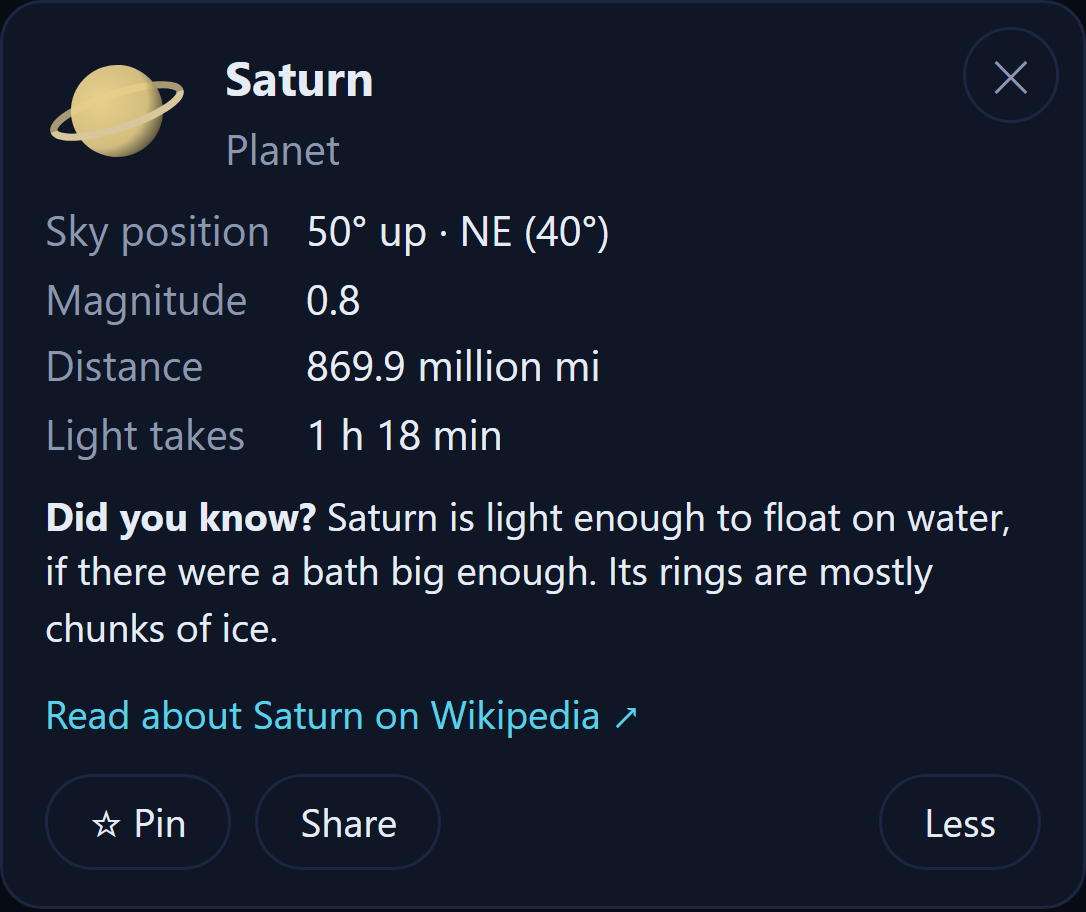 Saturn
Planet
Sky position 50° up · NE (40°)
Magnitude 0.8
Distance 869.9 million mi
Light takes 1 h 18 min
Did you know? Saturn is light enough to float on water,
if there were a bath big enough. Its rings are mostly
chunks of ice.
Read about Saturn on Wikipedia ↗
☆ Pin Share Less